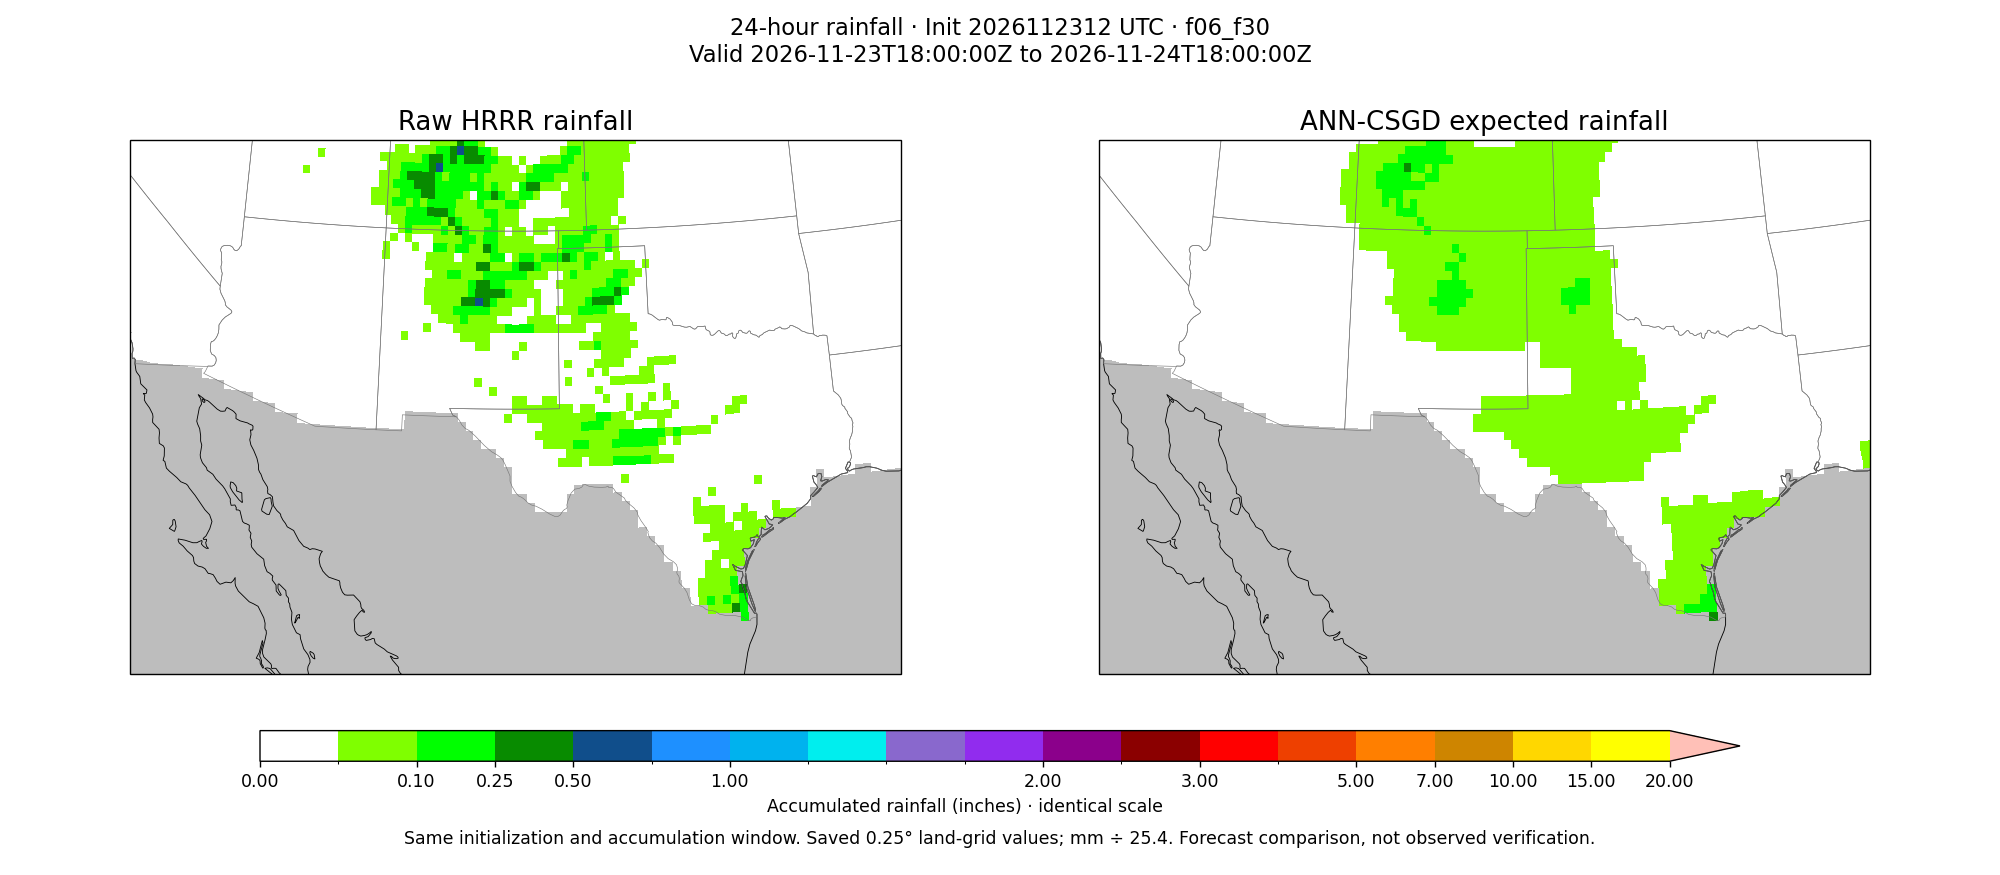 24-hour rainfall · Init 2026112312 UTC · f06_f30
Valid 2026-11-23T18:00:00Z to 2026-11-24T18:00:00Z
Raw HRRR rainfall
ANN-CSGD expected rainfall
0.00 0.10 0.25 0.50 1.00 2.00 3.00 5.00 7.00 10.00 15.00 20.00
Accumulated rainfall (inches) · identical scale
Same initialization and accumulation window. Saved 0.25° land-grid values; mm ÷ 25.4. Forecast comparison, not observed verification.